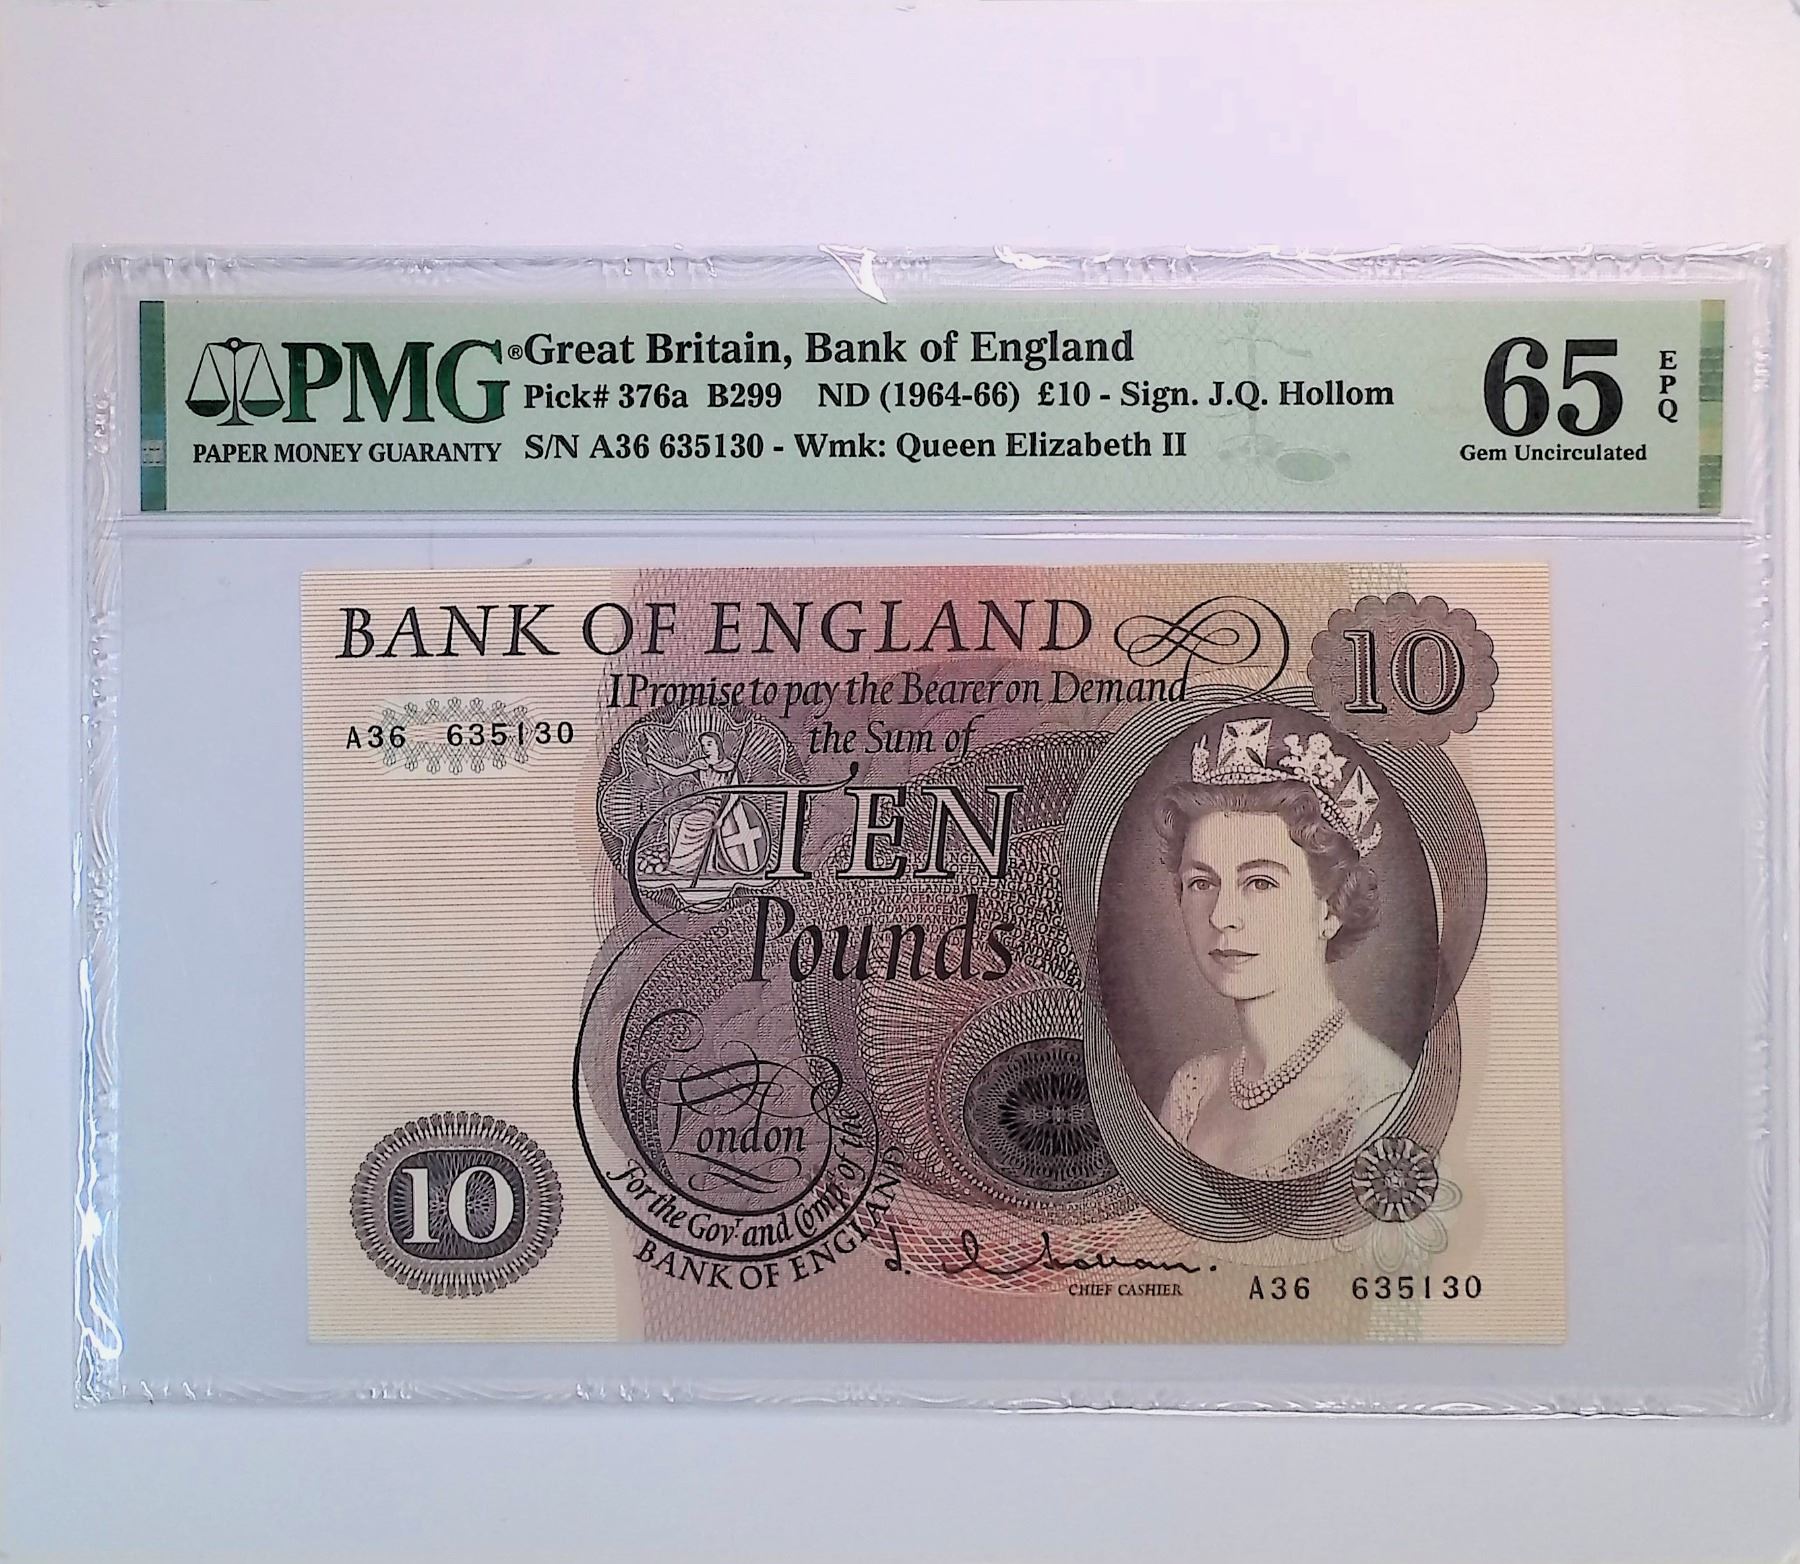 PMG®
PAPER MONEY GUARANTY
Great Britain, Bank of England
Pick# 376a B299 ND (1964-66) £10 - Sign. J.Q. Hollom
S/N A36 635130 - Wmk: Queen Elizabeth II
65
EPQ
Gem Uncirculated
BANK OF ENGLAND
10
I Promise to pay the Bearer on Demand
the Sum of
A36 635130
TEN
Pounds
London
For the Govr. and Compa. of the
BANK OF ENGLAND
10
CHIEF CASHIER
A36 635130